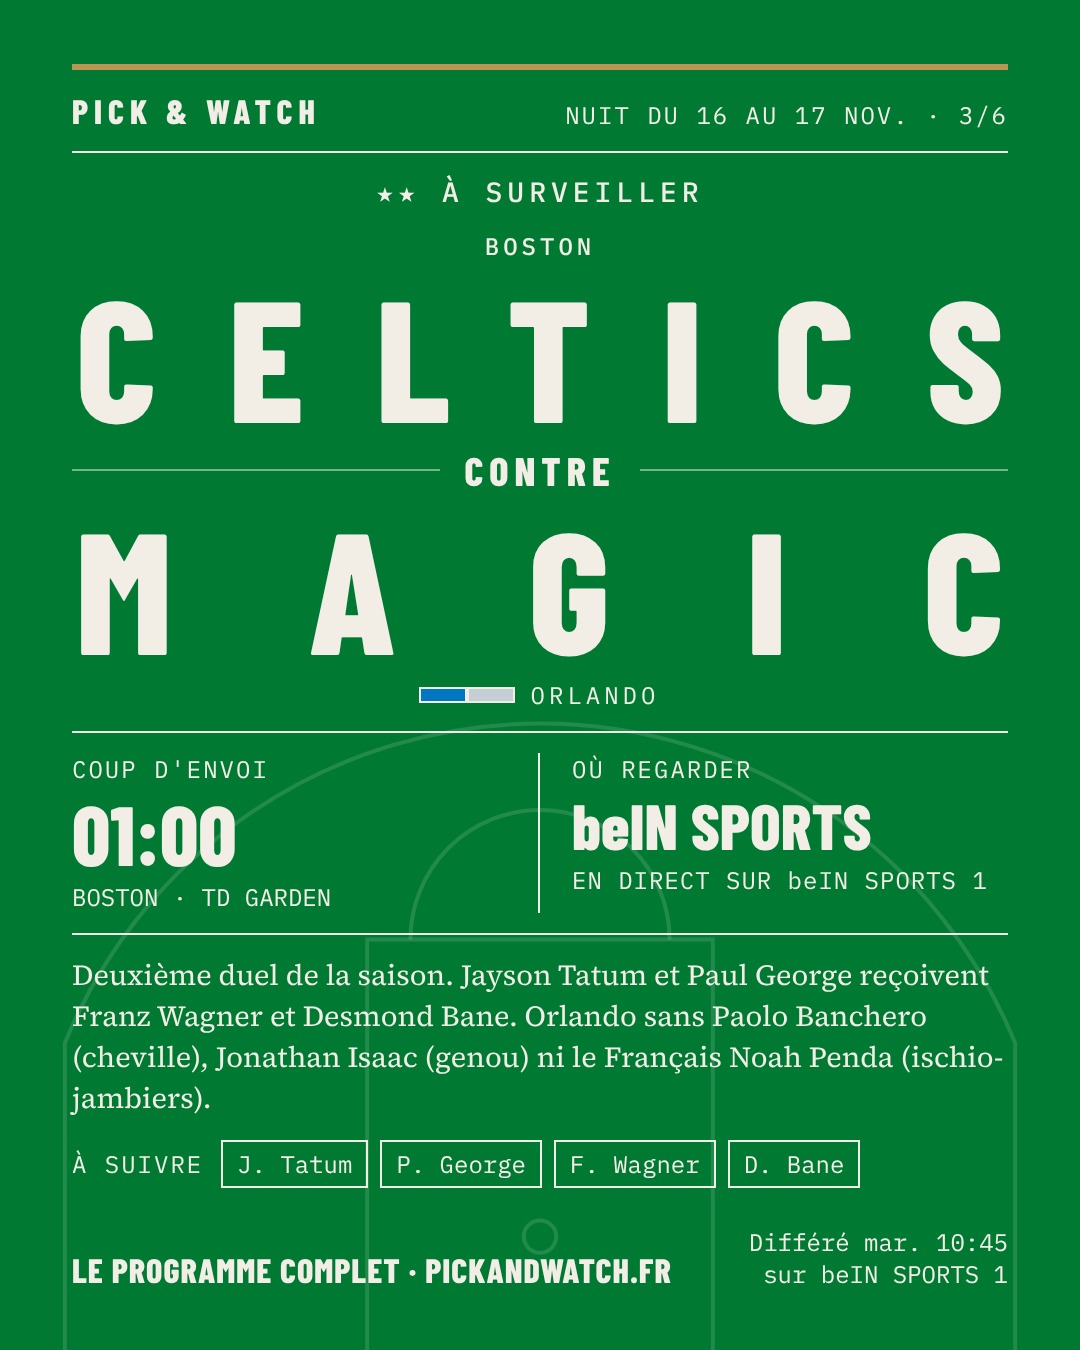 PICK & WATCH
NUIT DU 16 AU 17 NOV. · 3/6
★★ À SURVEILLER
BOSTON
CELTICS
CONTRE
MAGIC
ORLANDO
COUP D'ENVOI
01:00
BOSTON · TD GARDEN
OÙ REGARDER
beIN SPORTS
EN DIRECT SUR beIN SPORTS 1
Deuxième duel de la saison. Jayson Tatum et Paul George reçoivent
Franz Wagner et Desmond Bane. Orlando sans Paolo Banchero
(cheville), Jonathan Isaac (genou) ni le Français Noah Penda (ischio-
jambiers).
À SUIVRE J. Tatum P. George F. Wagner D. Bane
LE PROGRAMME COMPLET · PICKANDWATCH.FR
Différé mar. 10:45
sur beIN SPORTS 1